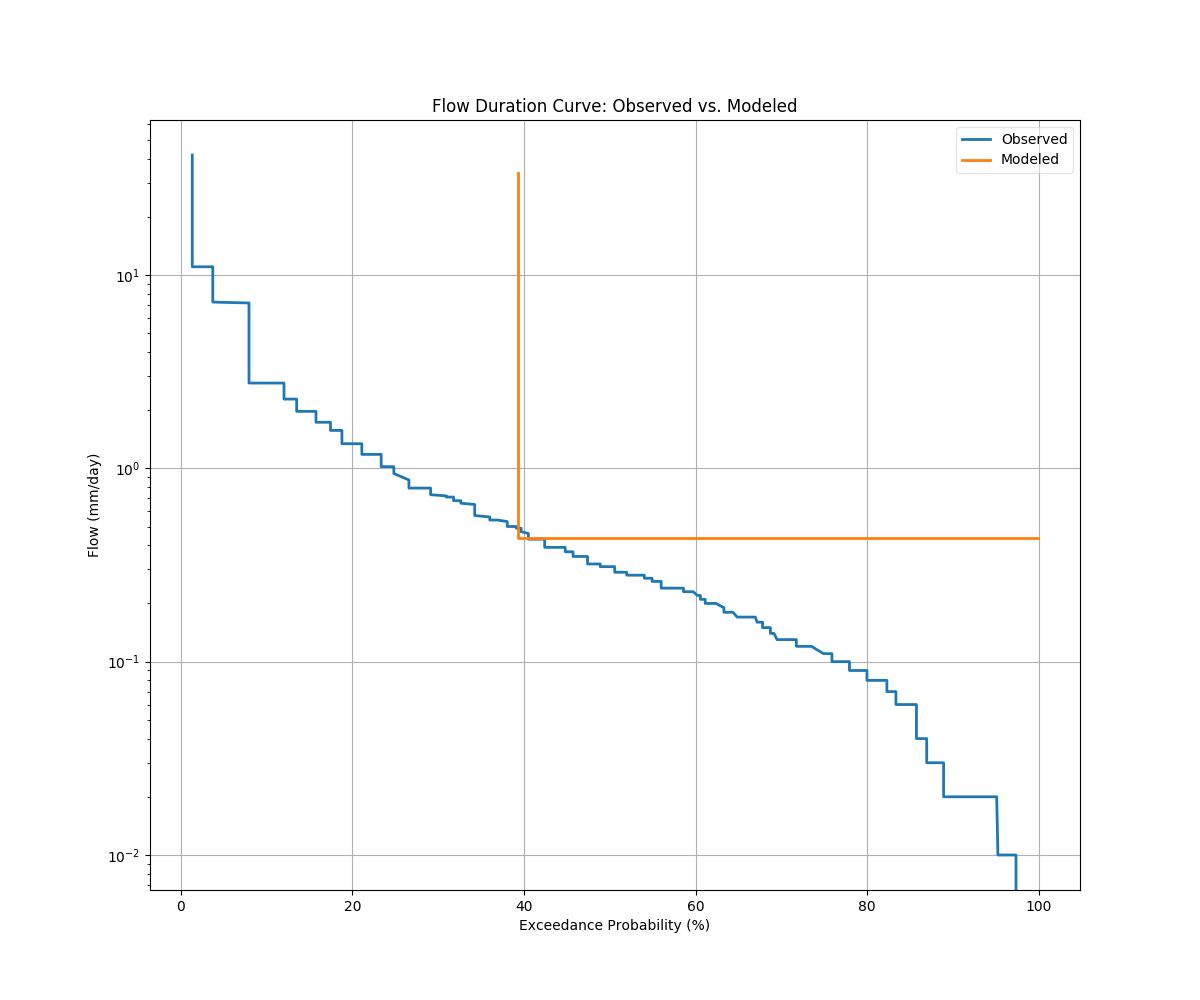 Flow Duration Curve: Observed vs. Modeled
Observed
Modeled
10¹
10⁰
10⁻¹
10⁻²
Flow (mm/day)
0 20 40 60 80 100
Exceedance Probability (%)